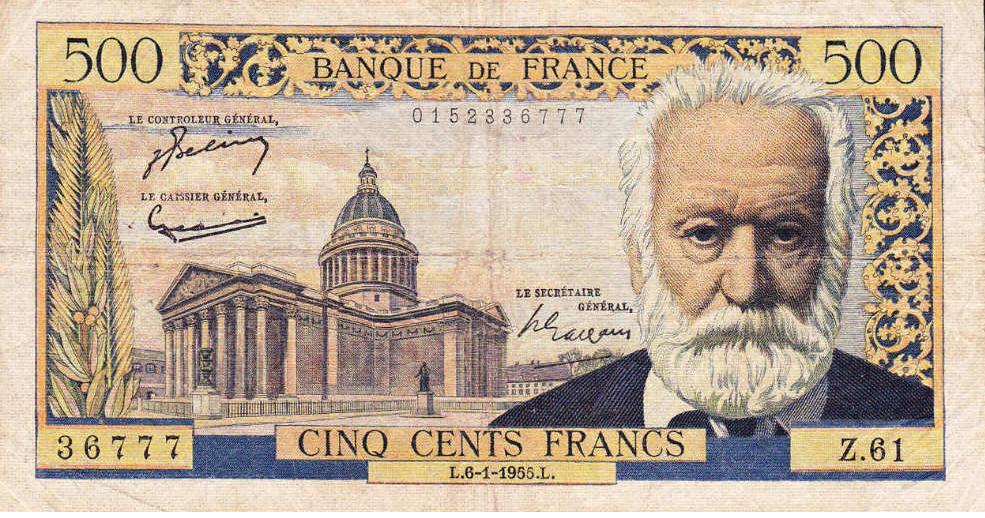 500 BANQUE DE FRANCE 500
LE CONTROLEUR GÉNÉRAL,
0152336777
LE CAISSIER GÉNÉRAL,
LE SECRÉTAIRE
GÉNÉRAL,
36777 CINQ CENTS FRANCS Z.61
L.6-1-1955.L.